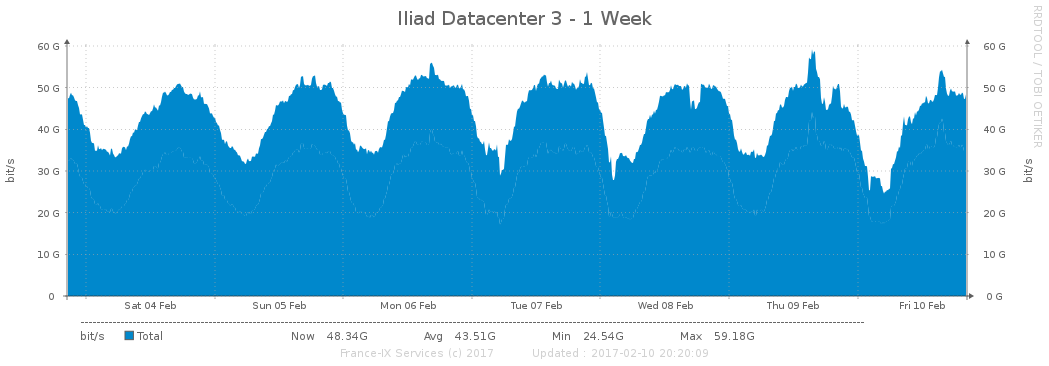 Iliad Datacenter 3 - 1 Week
RRDTOOL / TOBI OETIKER
60 G 60 G
50 G 50 G
40 G 40 G
30 G 30 G
20 G 20 G
10 G 10 G
0 0 G
bit/s bit/s
Sat 04 Feb Sun 05 Feb Mon 06 Feb Tue 07 Feb Wed 08 Feb Thu 09 Feb Fri 10 Feb
bit/s Total Now 48.34G Avg 43.51G Min 24.54G Max 59.18G
France-IX Services (c) 2017 Updated : 2017-02-10 20:20:09